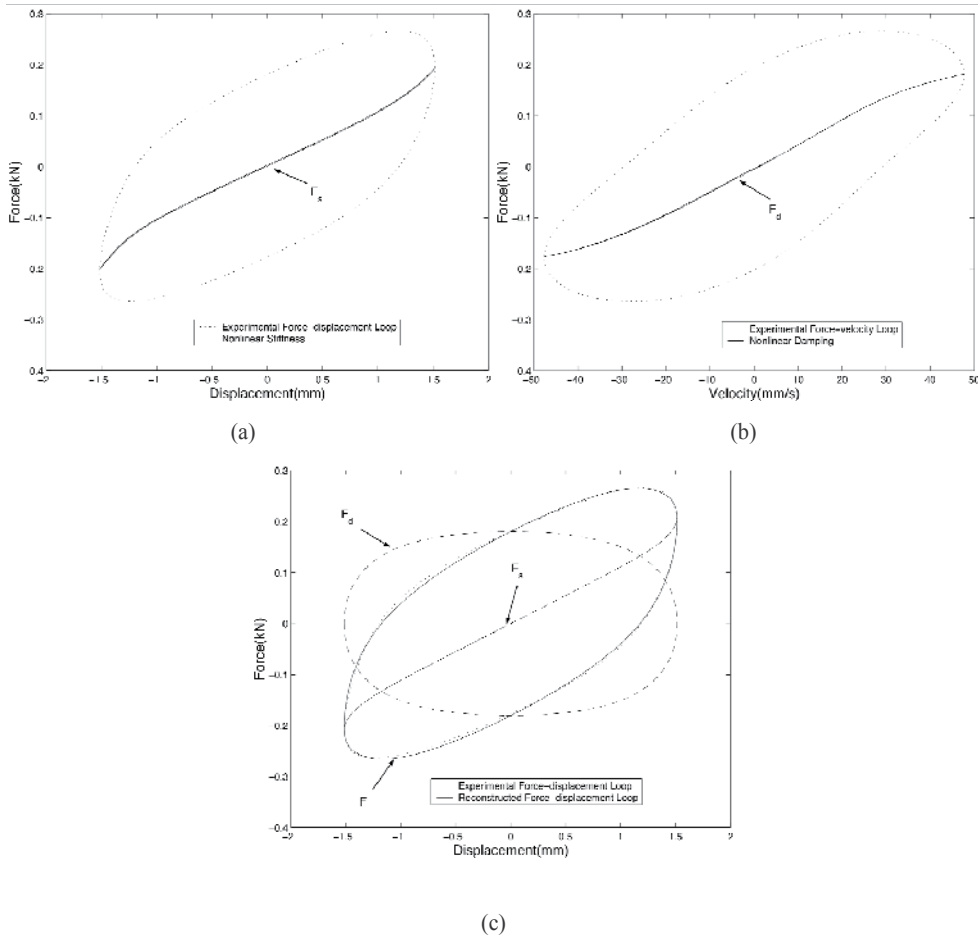 0.3
0.2
0.1
0
-0.1
0.2
-0.3
0.4
Force(kN)
F_s
Experimental Force-displacement Loop
Nonlinear Stiffness
-2
-1.5
-1
-0.5
0
0.5
1
1.5
2
Displacement(mm)
(a)
0.3
0.2
0.1
0
-0.1
0.2
-0.3
0.4
Force(kN)
F_d
Experimental Force-velocity Loop
Nonlinear Damping
-50
-40
-30
-20
-10
0
10
20
30
40
50
Velocity(mm/s)
(b)
0.3
0.2
0.1
0
-0.1
0.2
-0.3
-0.4
Force(kN)
F_d
F_s
F
Experimental Force-displacement Loop
Reconstructed Force-displacement Loop
-2
-1.5
-1
-0.5
0
0.5
1
1.5
2
Displacement(mm)
(c)